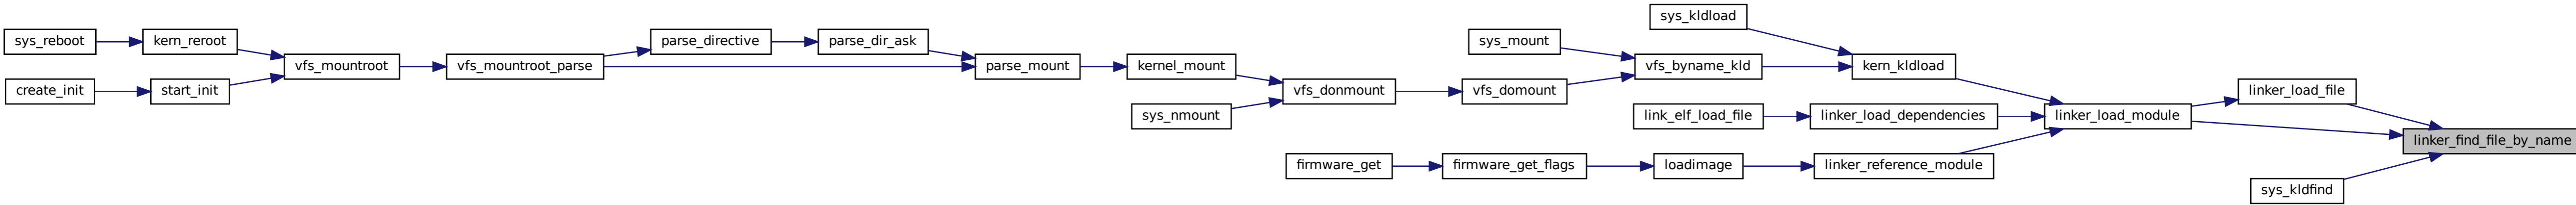 sys_kldload
sys_reboot
kern_reroot
parse_directive
parse_dir_ask
sys_mount
vfs_mountroot
vfs_mountroot_parse
parse_mount
kernel_mount
vfs_byname_kld
kern_kldload
create_init
start_init
vfs_donmount
vfs_domount
linker_load_file
sys_nmount
link_elf_load_file
linker_load_dependencies
linker_load_module
linker_find_file_by_name
firmware_get
firmware_get_flags
loadimage
linker_reference_module
sys_kldfind